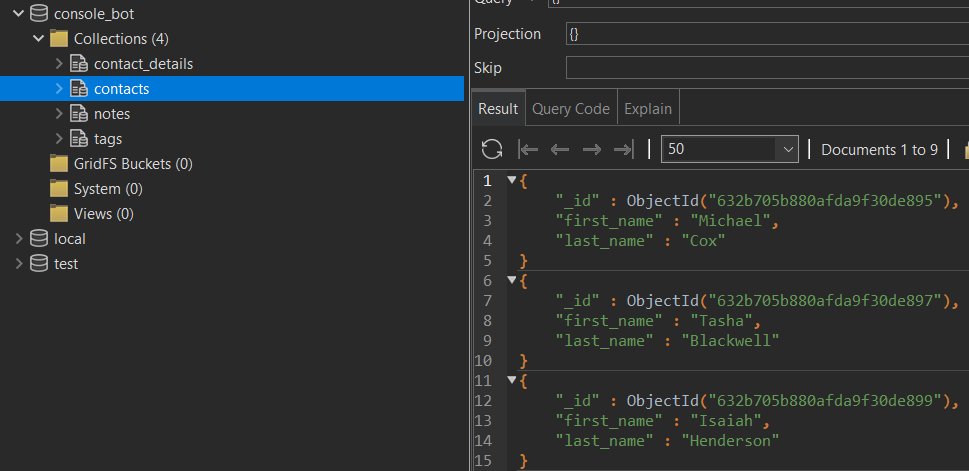 console_bot
Collections (4)
contact_details
contacts
notes
tags
GridFS Buckets (0)
System (0)
Views (0)
local
test
Query {}
Projection {}
Skip
Result Query Code Explain
50 Documents 1 to 9
1 {
2 "_id" : ObjectId("632b705b880afda9f30de895"),
3 "first_name" : "Michael",
4 "last_name" : "Cox"
5 }
6 {
7 "_id" : ObjectId("632b705b880afda9f30de897"),
8 "first_name" : "Tasha",
9 "last_name" : "Blackwell"
10 }
11 {
12 "_id" : ObjectId("632b705b880afda9f30de899"),
13 "first_name" : "Isaiah",
14 "last_name" : "Henderson"
15 }